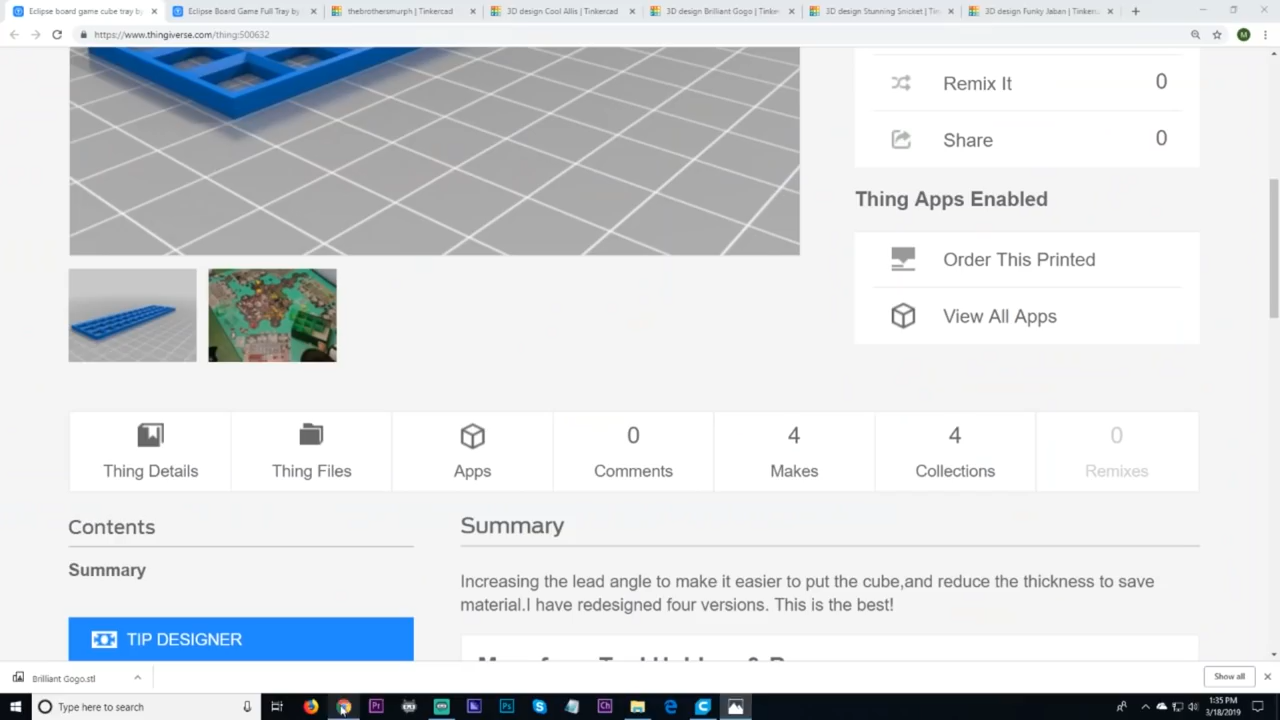 Eclipse board game cube tray by
Eclipse Board Game Full Tray by
thebrothersmurph | Tinkercad
3D design Cool Allis | Tinkercad
3D design Brilliant Gogo | Tinker
3D design Stunning Snicket | Tin
3D design Funky Jaban | Tinker
https://www.thingiverse.com/thing:500632
M
Remix It 0
Share 0
Thing Apps Enabled
Order This Printed
View All Apps
0 4 4 0
Thing Details Thing Files Apps Comments Makes Collections Remixes
Contents
Summary
Summary
Increasing the lead angle to make it easier to put the cube,and reduce the thickness to save
material.I have redesigned four versions. This is the best!
TIP DESIGNER
Brilliant Gogo.stl
Show all
Type here to search
Pr
Ps
Ch
1:35 PM
3/18/2019